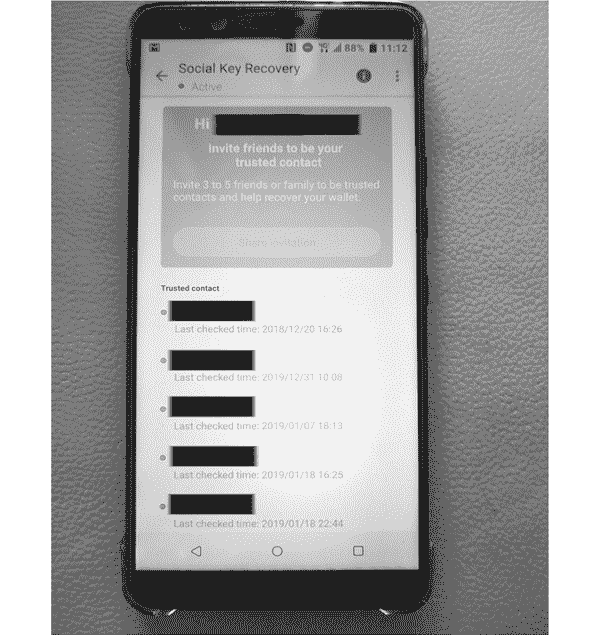 88% 11:12
Social Key Recovery
Active
Hi
Invite friends to be your
trusted contact
Invite 3 to 5 friends or family to be trusted
contacts and help recover your wallet.
Share invitation
Trusted contact
Last checked time: 2018/12/20 16:26
Last checked time: 2019/12/31 10:08
Last checked time: 2019/01/07 18:13
Last checked time: 2019/01/18 16:25
Last checked time: 2019/01/18 22:44